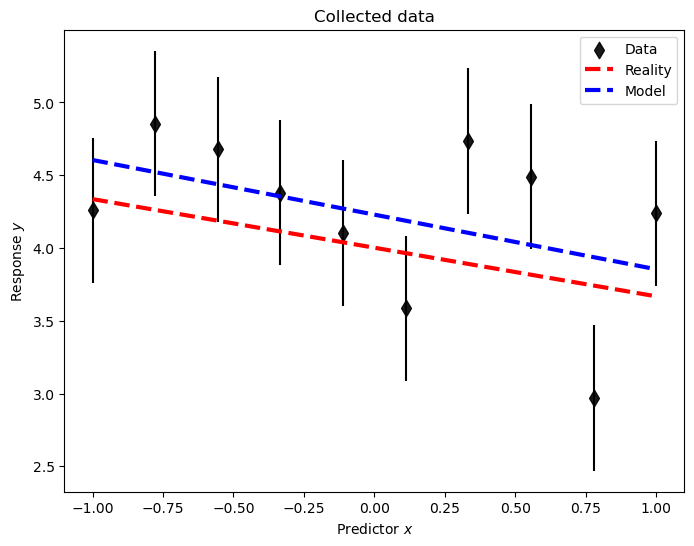 Collected data
Data
Reality
Model
Response y
5.0
4.5
4.0
3.5
3.0
2.5
−1.00 −0.75 −0.50 −0.25 0.00 0.25 0.50 0.75 1.00
Predictor x